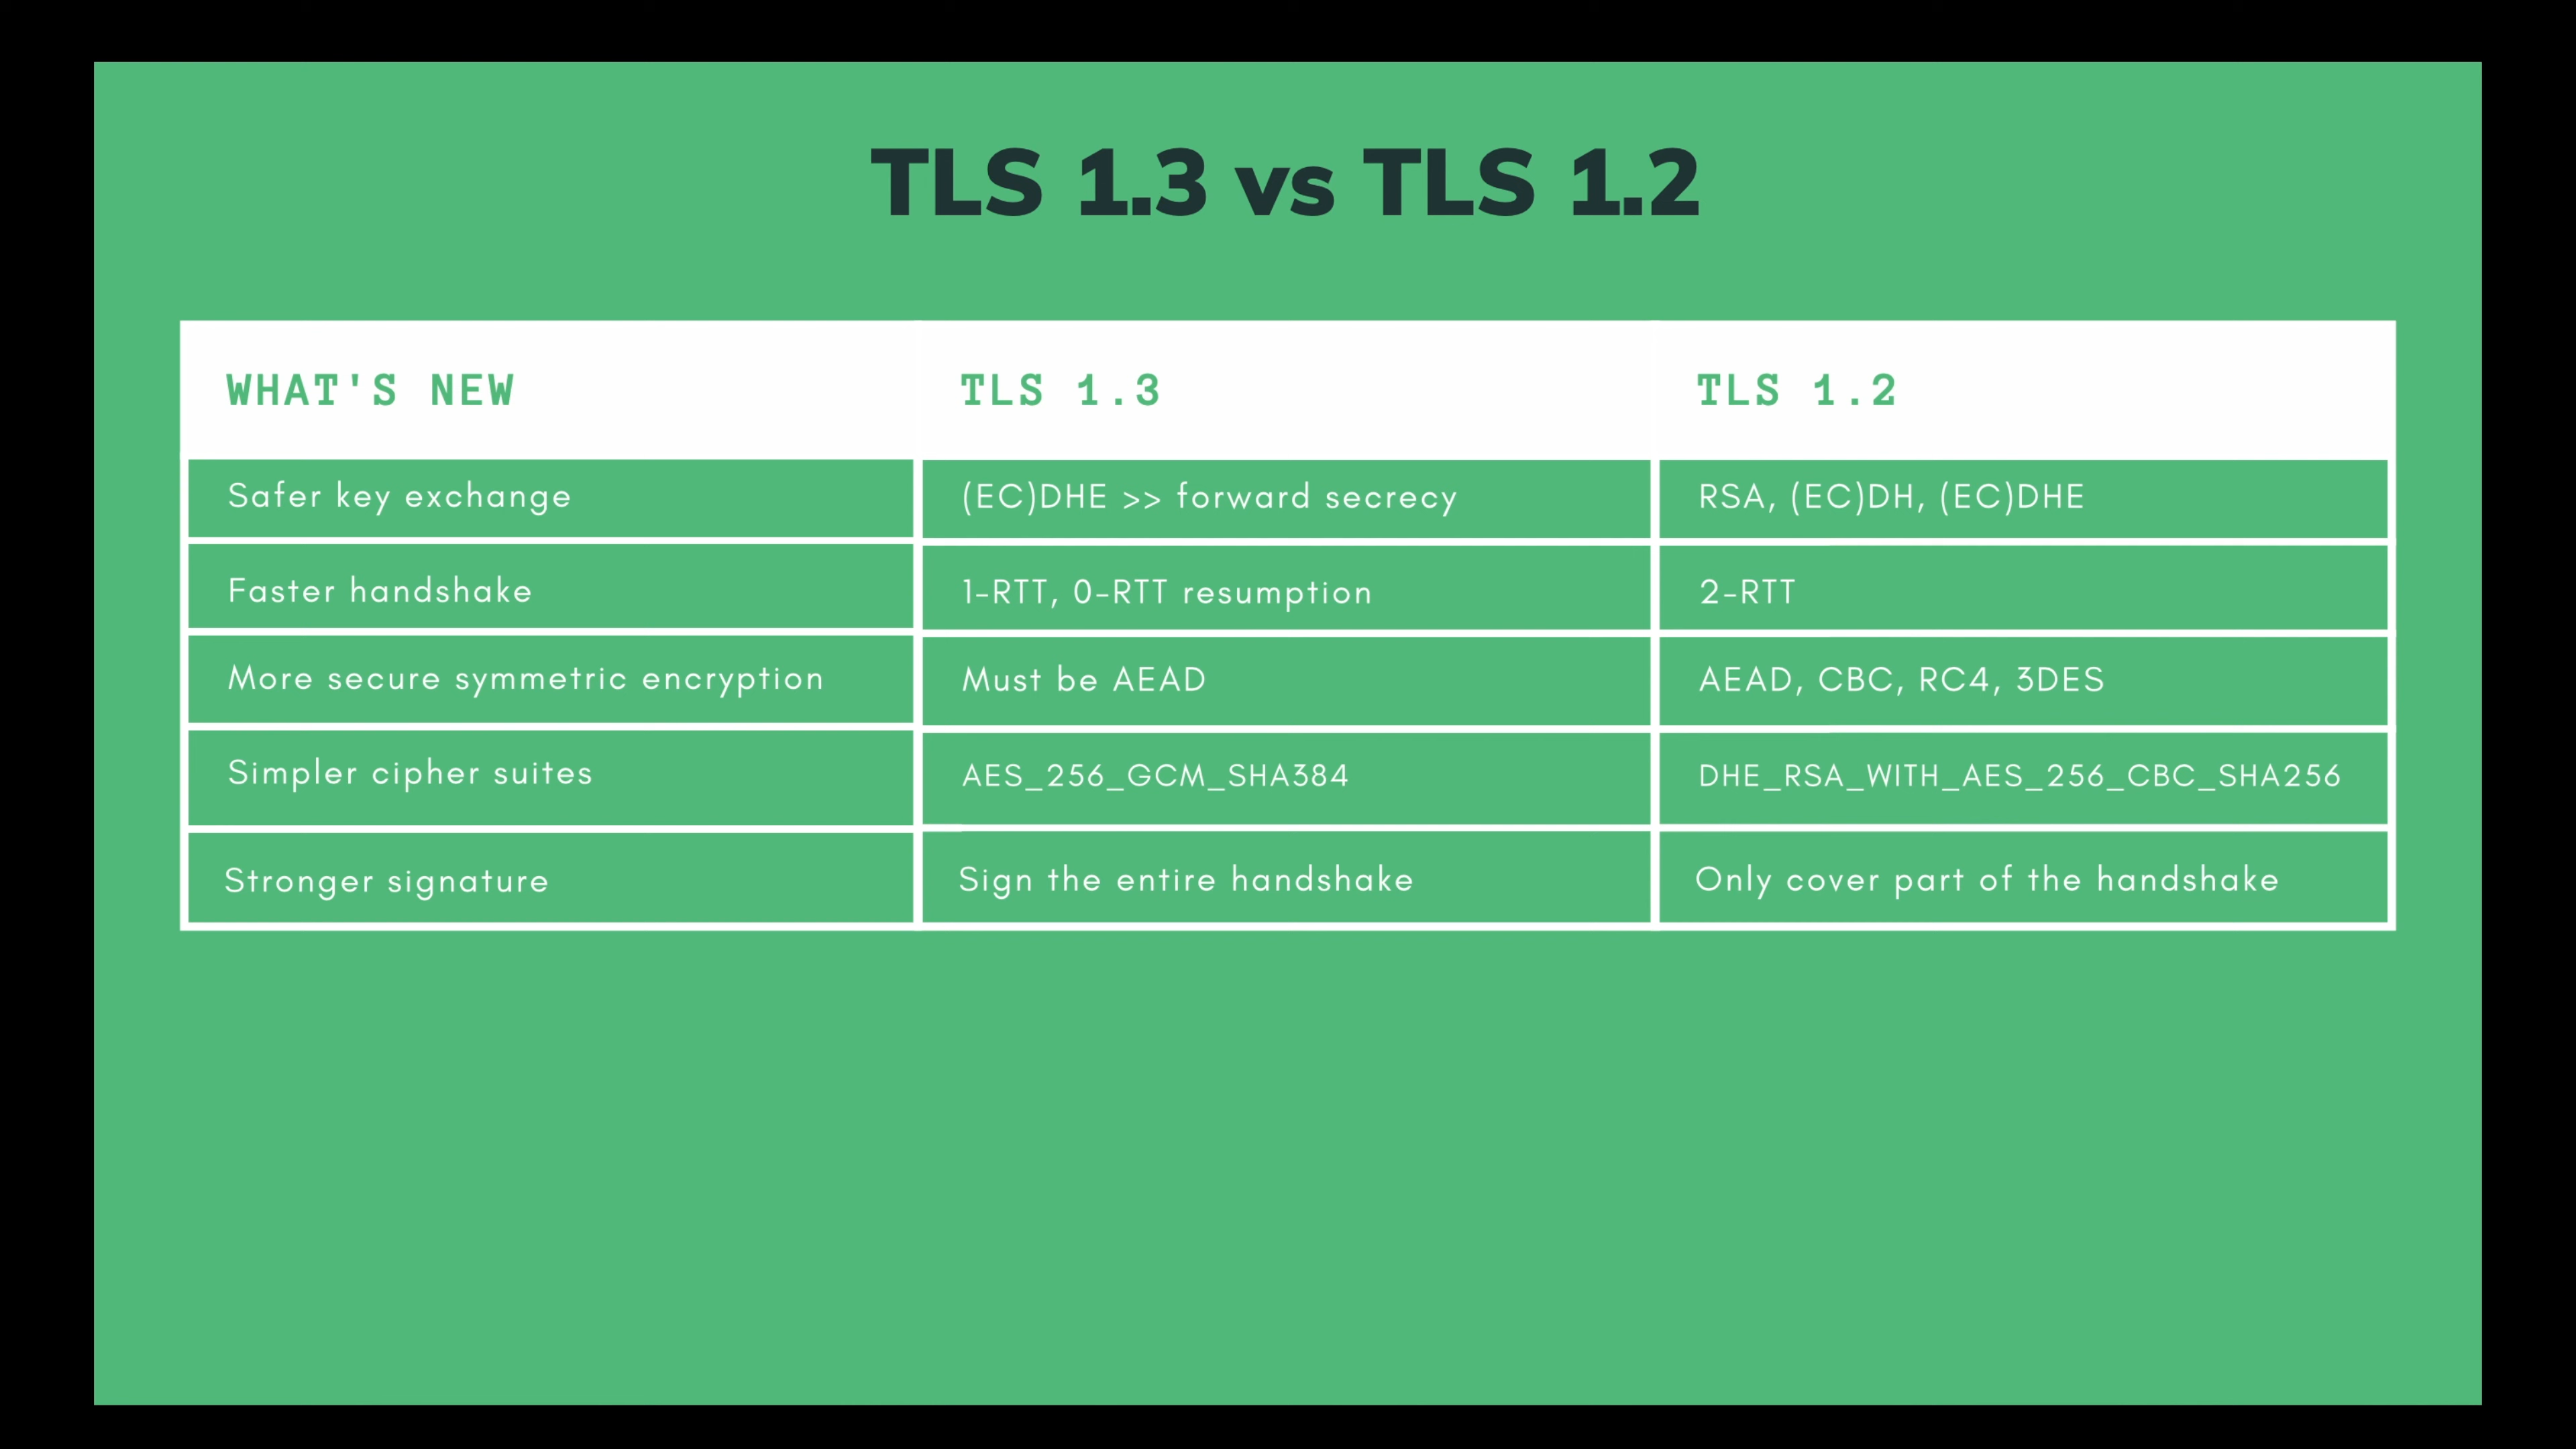 TLS 1.3 vs TLS 1.2
WHAT'S NEW TLS 1.3 TLS 1.2
Safer key exchange (EC)DHE >> forward secrecy RSA, (EC)DH, (EC)DHE
Faster handshake 1-RTT, 0-RTT resumption 2-RTT
More secure symmetric encryption Must be AEAD AEAD, CBC, RC4, 3DES
Simpler cipher suites AES_256_GCM_SHA384 DHE_RSA_WITH_AES_256_CBC_SHA256
Stronger signature Sign the entire handshake Only cover part of the handshake